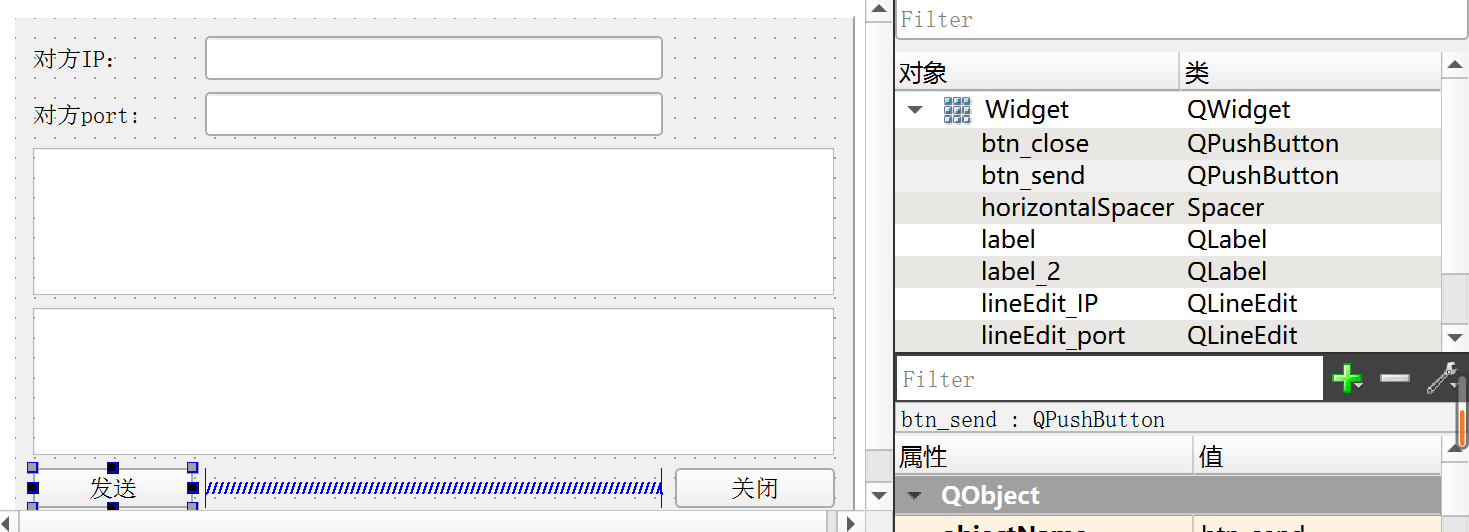 对方IP:
对方port:
发送
关闭
Filter
对象 类
Widget QWidget
btn_close QPushButton
btn_send QPushButton
horizontalSpacer Spacer
label QLabel
label_2 QLabel
lineEdit_IP QLineEdit
lineEdit_port QLineEdit
Filter
btn_send : QPushButton
属性 值
QObject
objectName btn_send